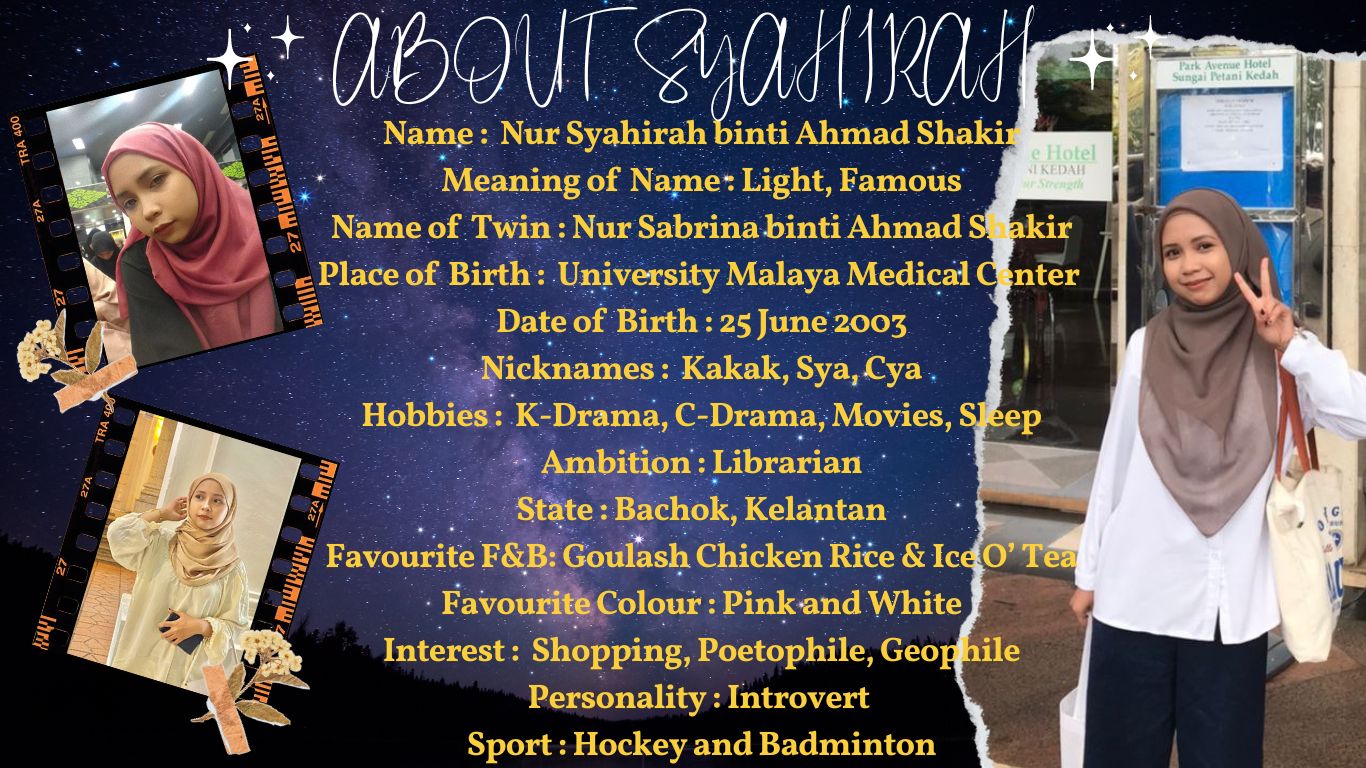 ABOUT SYAHIRAH
Name : Nur Syahirah binti Ahmad Shakir
Meaning of Name : Light, Famous
Name of Twin : Nur Sabrina binti Ahmad Shakir
Place of Birth : University Malaya Medical Center
Date of Birth : 25 June 2003
Nicknames : Kakak, Sya, Cya
Hobbies : K-Drama, C-Drama, Movies, Sleep
Ambition : Librarian
State : Bachok, Kelantan
Favourite F&B: Goulash Chicken Rice & Ice O’ Tea
Favourite Colour : Pink and White
Interest : Shopping, Poetophile, Geophile
Personality : Introvert
Sport : Hockey and Badminton
TRA 400
27A
27A
27
27
TRA 400
27A
27A
27
27
Park Avenue Hotel
Sungai Petani Kedah
e Hotel
NI KEDAH
ur Strength